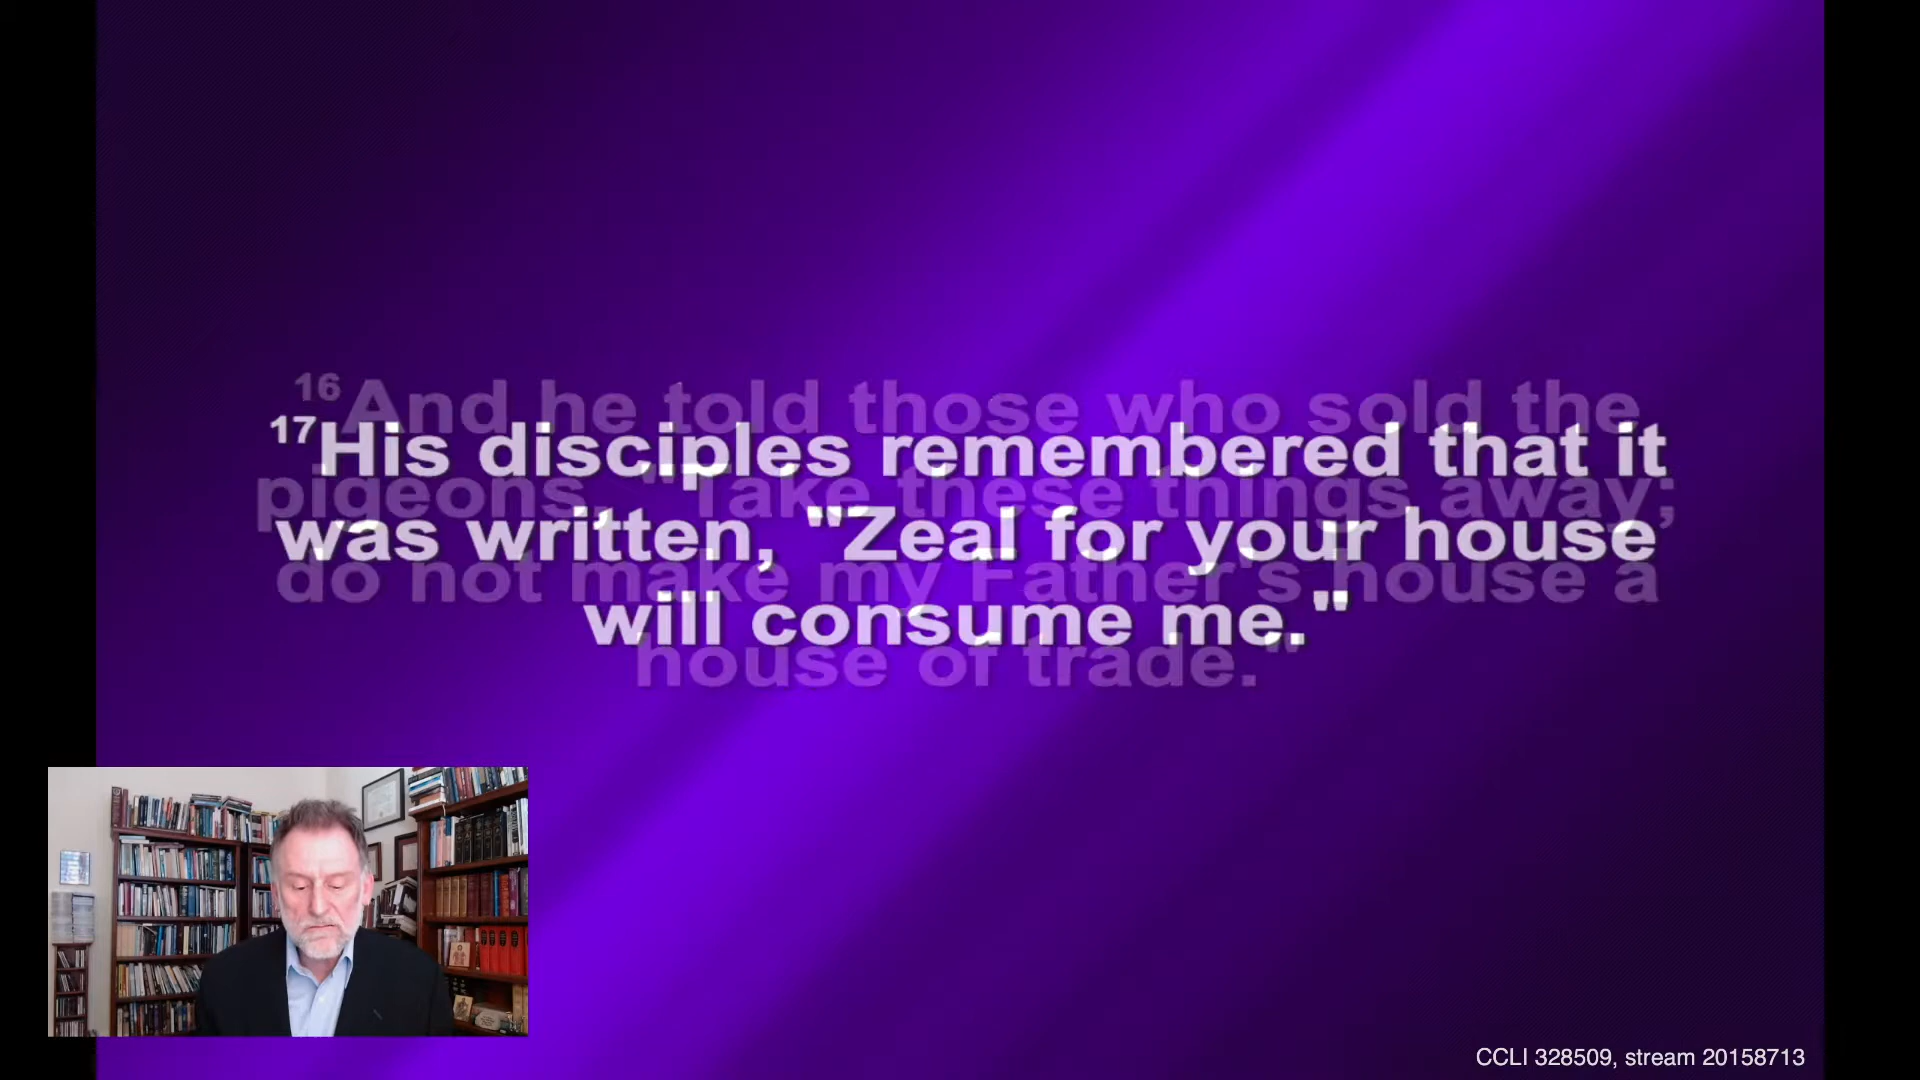 16And he told those who sold the
pigeons, "Take these things away;
do not make my Father's house a
house of trade."
17His disciples remembered that it
was written, "Zeal for your house
will consume me."
CCLI 328509, stream 20158713